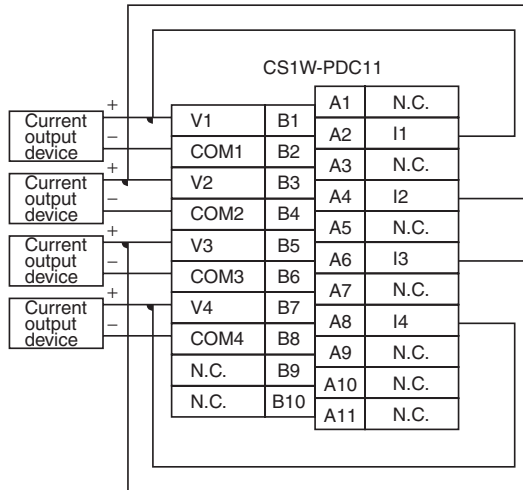 CS1W-PDC11
+
Current
output
device
−
+
Current
output
device
−
+
Current
output
device
−
+
Current
output
device
−
V1 B1
COM1 B2
V2 B3
COM2 B4
V3 B5
COM3 B6
V4 B7
COM4 B8
N.C. B9
N.C. B10
A1 N.C.
A2 I1
A3 N.C.
A4 I2
A5 N.C.
A6 I3
A7 N.C.
A8 I4
A9 N.C.
A10 N.C.
A11 N.C.